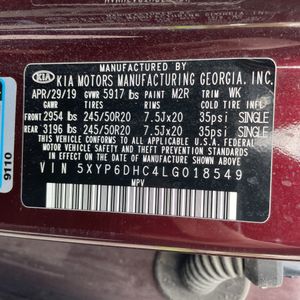 MANUFACTURED BY
KIA KIA MOTORS MANUFACTURING GEORGIA, INC.
APR/29/19 GVWR 5917 lbs PAINT M2R TRIM WK
GAWR TIRES RIMS COLD
FRONT 2954 lbs 245/50R20 7.5Jx20 35psi SINGLE
REAR 3196 lbs 245/50R20 7.5Jx20 35psi SINGLE
THIS VEHICLE CONFORMS TO ALL APPLICABLE
U.S. FEDERAL MOTOR VEHICLE SAFETY,
BUMPER, AND THEFT PREVENTION STANDARDS
IN EFFECT ON THE DATE OF MANUFACTURE
SHOWN ABOVE.
VIN 5XYP6DHC4LG018549
MPV
9110